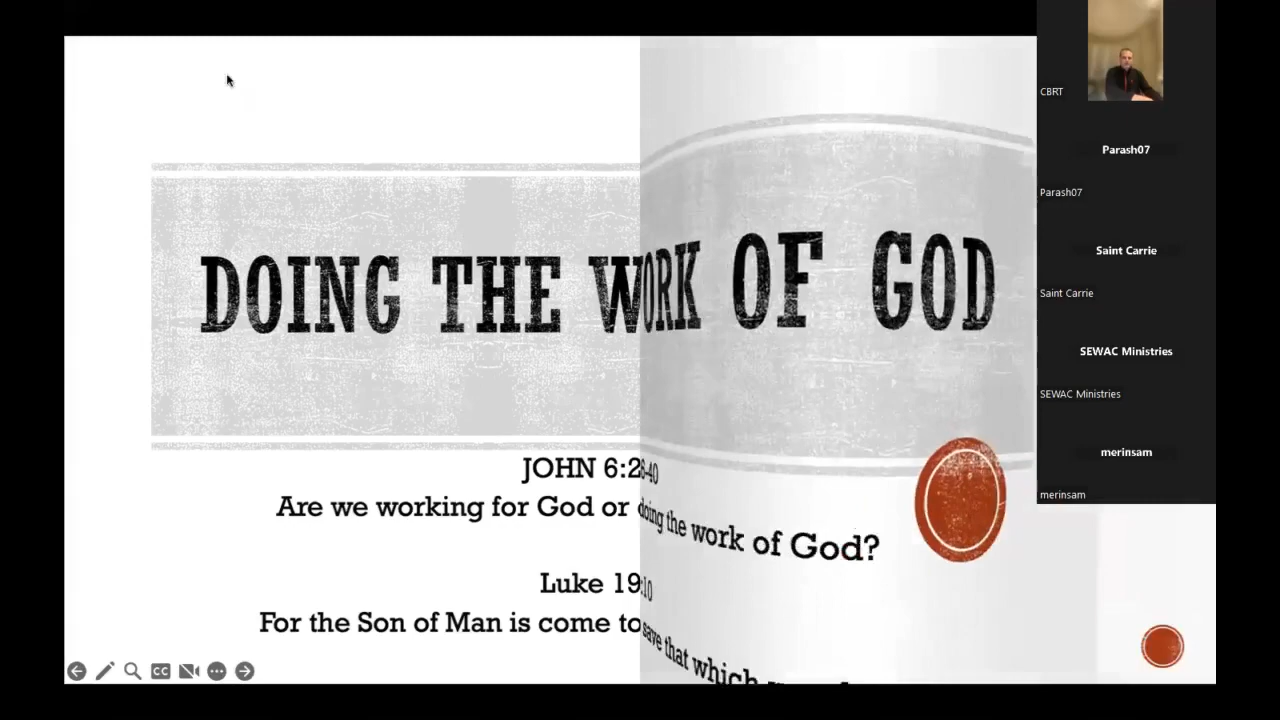 DOING THE WORK OF GOD
JOHN 6:28-40
Are we working for God or doing the work of God?
Luke 19:10
For the Son of Man is come to save that which
CC
CBRT
Parash07
Parash07
Saint Carrie
Saint Carrie
SEWAC Ministries
SEWAC Ministries
merinsam
merinsam